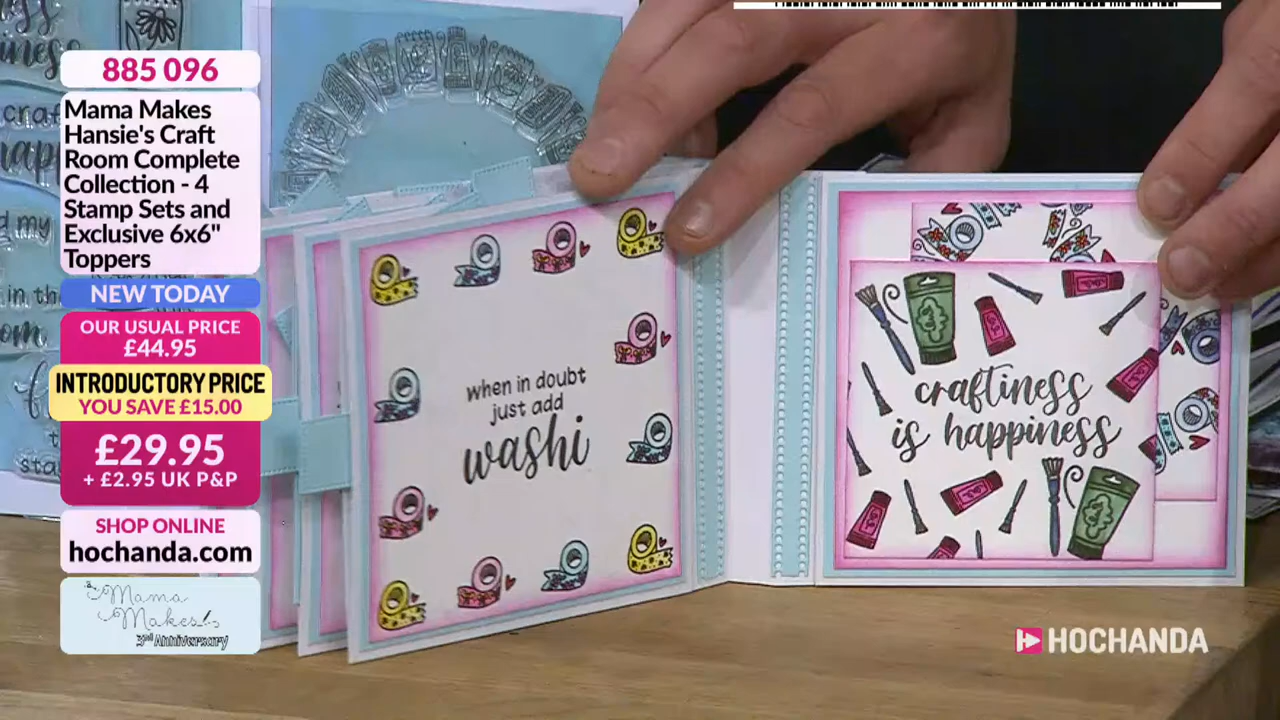 885 096
Mama Makes
Hansie's Craft
Room Complete
Collection - 4
Stamp Sets and
Exclusive 6x6"
Toppers
NEW TODAY
OUR USUAL PRICE
£44.95
INTRODUCTORY PRICE
YOU SAVE £15.00
£29.95
+ £2.95 UK P&P
SHOP ONLINE
hochanda.com
Mama
Makes
3rd Anniversary
when in doubt
just add
washi
craftiness
is happiness
HOCHANDA